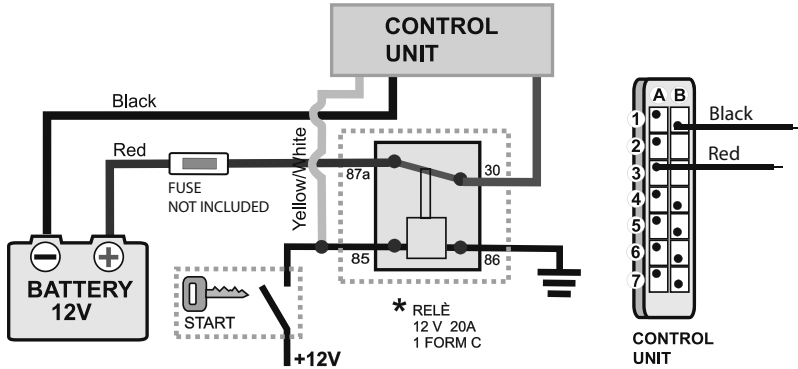 CONTROL
UNIT
Black
Red
FUSE
NOT INCLUDED
Yellow/White
87a
30
85
86
BATTERY
12V
START
+12V
* RELÈ
12 V 20A
1 FORM C
A B
1
2
3
4
5
6
7
Black
Red
CONTROL
UNIT